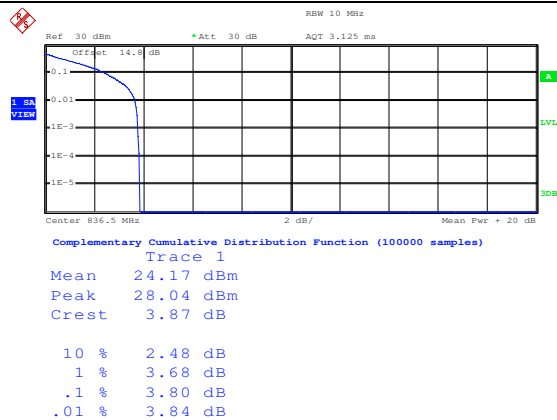 RBW 10 MHz
Ref 30 dBm *Att 30 dB AQT 3.125 ms
Offset 14.8 dB
0.1
A
0.01
1 SA
VIEW
1E-3
LVL
1E-4
1E-5
3DB
Center 836.5 MHz 2 dB/ Mean Pwr + 20 dB
Complementary Cumulative Distribution Function (100000 samples)
Trace 1
Mean 24.17 dBm
Peak 28.04 dBm
Crest 3.87 dB
10 % 2.48 dB
1 % 3.68 dB
.1 % 3.80 dB
.01 % 3.84 dB